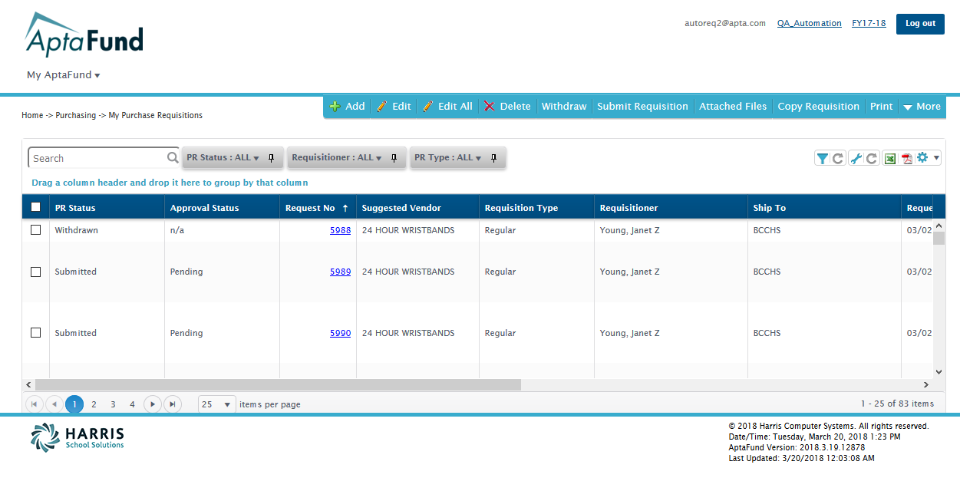 AptaFund
autoreq2@apta.com QA_Automation FY17-18 Log out
My AptaFund
Home -> Purchasing -> My Purchase Requisitions
Add Edit Edit All Delete Withdraw Submit Requisition Attached Files Copy Requisition Print More
Search PR Status : ALL Requisitioner : ALL PR Type : ALL
Drag a column header and drop it here to group by that column
PR Status Approval Status Request No ↑ Suggested Vendor Requisition Type Requisitioner Ship To Reque
Withdrawn n/a 5988 24 HOUR WRISTBANDS Regular Young, Janet Z BCCHS 03/02
Submitted Pending 5989 24 HOUR WRISTBANDS Regular Young, Janet Z BCCHS 03/02
Submitted Pending 5990 24 HOUR WRISTBANDS Regular Young, Janet Z BCCHS 03/02
1 2 3 4 25 items per page 1 - 25 of 83 items
HARRIS
School Solutions
© 2018 Harris Computer Systems. All rights reserved.
Date/Time: Tuesday, March 20, 2018 1:23 PM
AptaFund Version: 2018.3.19.12878
Last Updated: 3/20/2018 12:03:08 AM